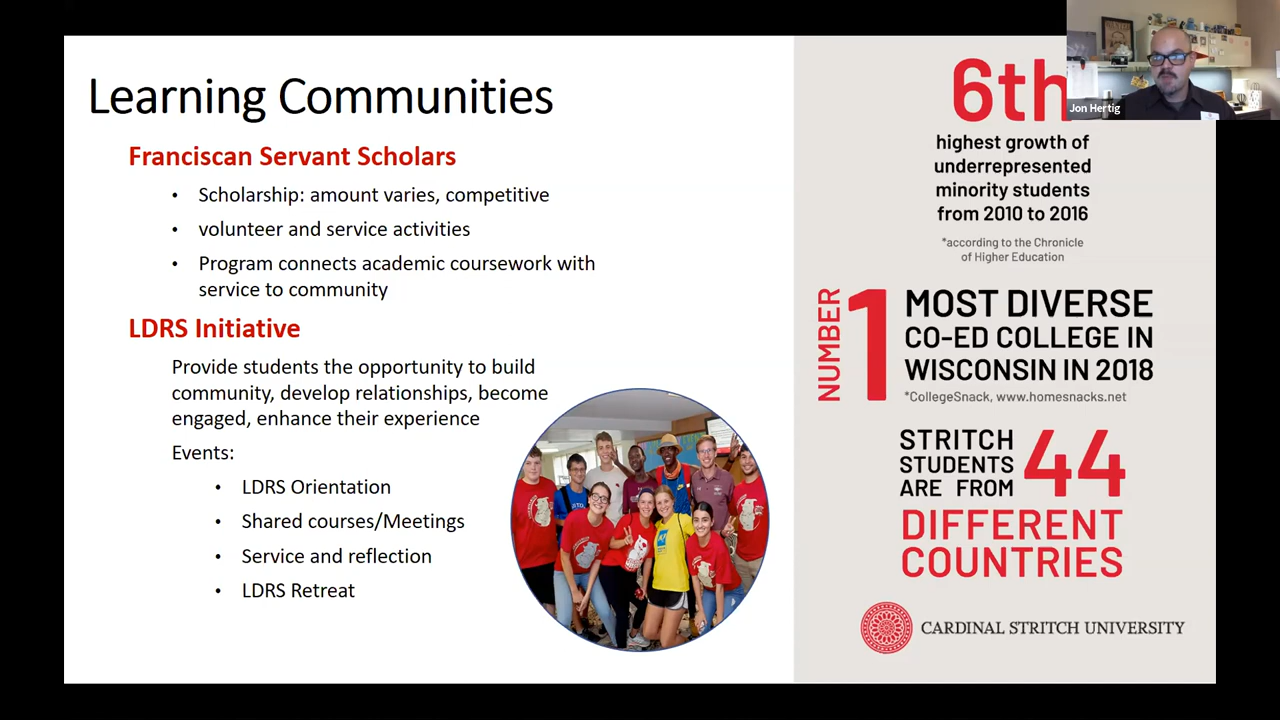 Learning Communities
Franciscan Servant Scholars
• Scholarship: amount varies, competitive
• volunteer and service activities
• Program connects academic coursework with
service to community
LDRS Initiative
Provide students the opportunity to build
community, develop relationships, become
engaged, enhance their experience
Events:
• LDRS Orientation
• Shared courses/Meetings
• Service and reflection
• LDRS Retreat
6th
highest growth of
underrepresented
minority students
from 2010 to 2016
*according to the Chronicle
of Higher Education
NUMBER
1
MOST DIVERSE
CO-ED COLLEGE IN
WISCONSIN IN 2018
*CollegeSnack, www.homesnacks.net
STRITCH
STUDENTS
ARE FROM
44
DIFFERENT
COUNTRIES
CARDINAL STRITCH UNIVERSITY
Jon Hertig